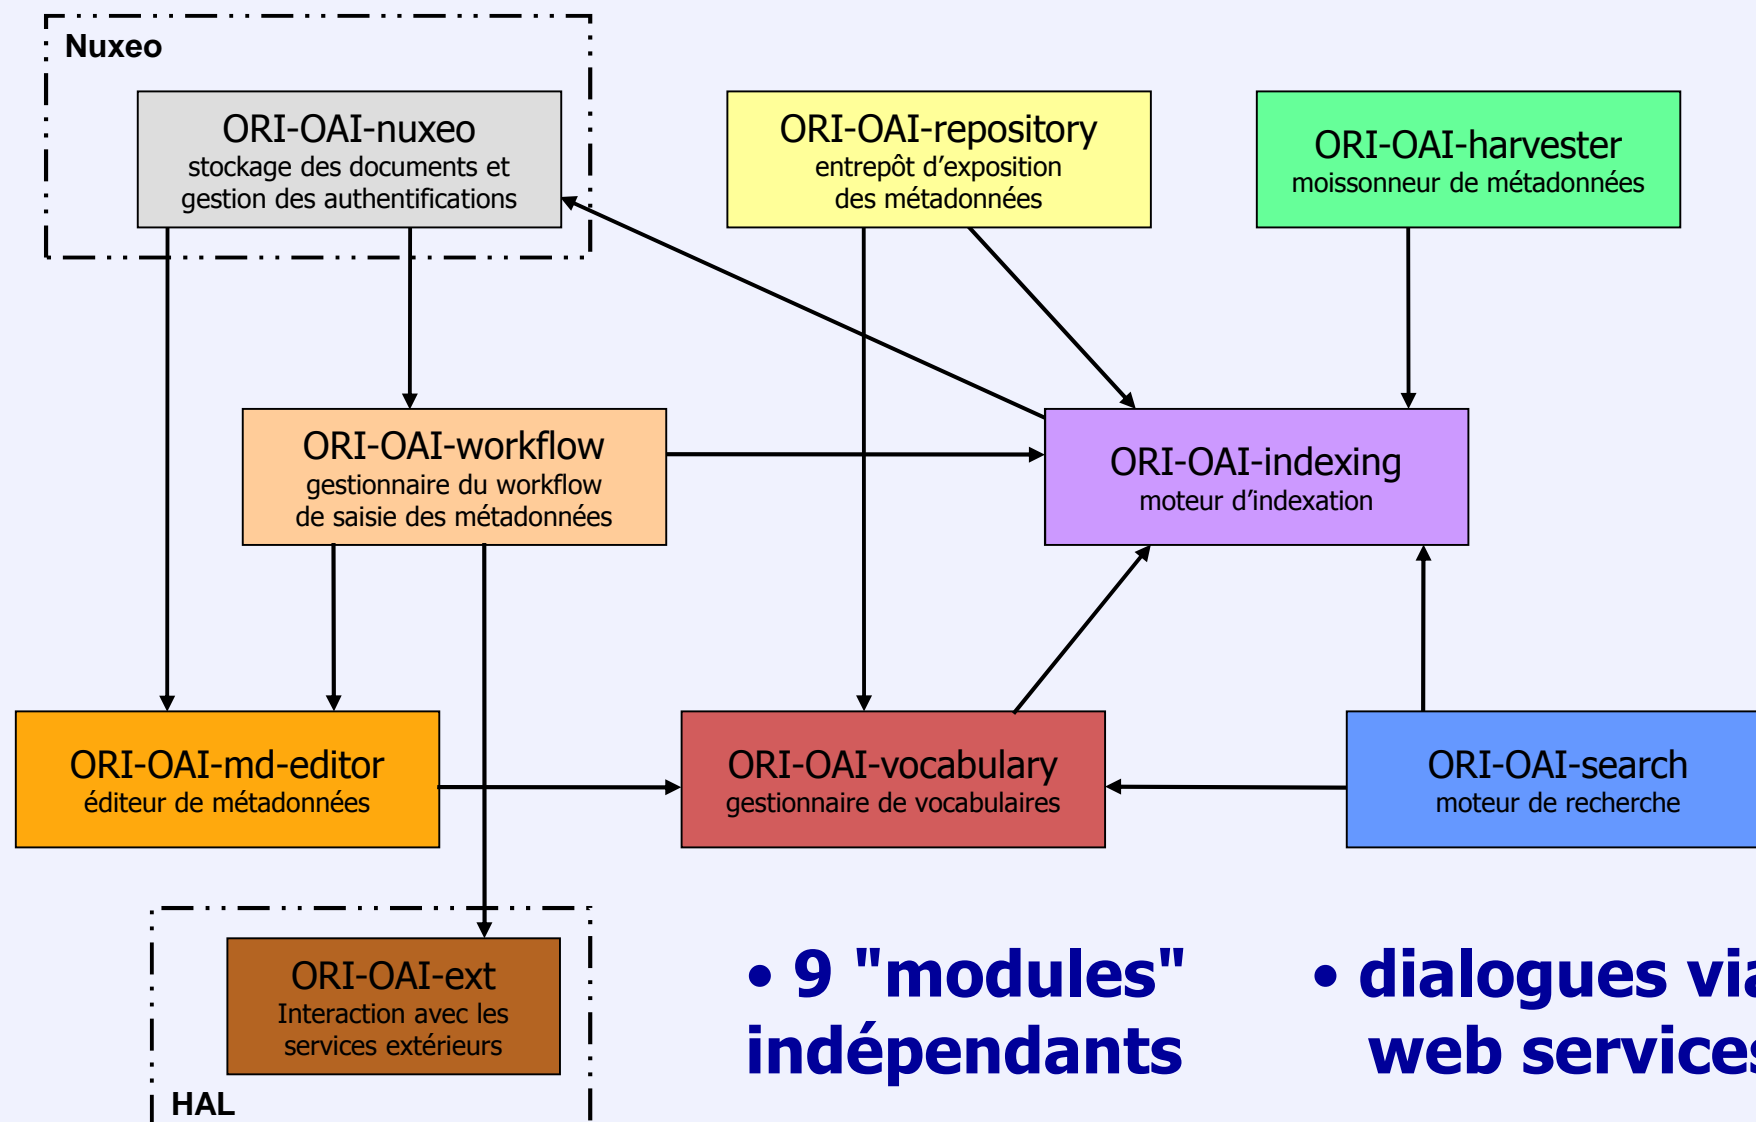 Nuxeo
ORI-OAI-nuxeo
stockage des documents et
gestion des authentifications
ORI-OAI-repository
entrepôt d’exposition
des métadonnées
ORI-OAI-harvester
moissonneur de métadonnées
ORI-OAI-workflow
gestionnaire du workflow
de saisie des métadonnées
ORI-OAI-indexing
moteur d’indexation
ORI-OAI-md-editor
éditeur de métadonnées
ORI-OAI-vocabulary
gestionnaire de vocabulaires
ORI-OAI-search
moteur de recherche
ORI-OAI-ext
Interaction avec les
services extérieurs
HAL
• 9 "modules"
indépendants
• dialogues via
web services